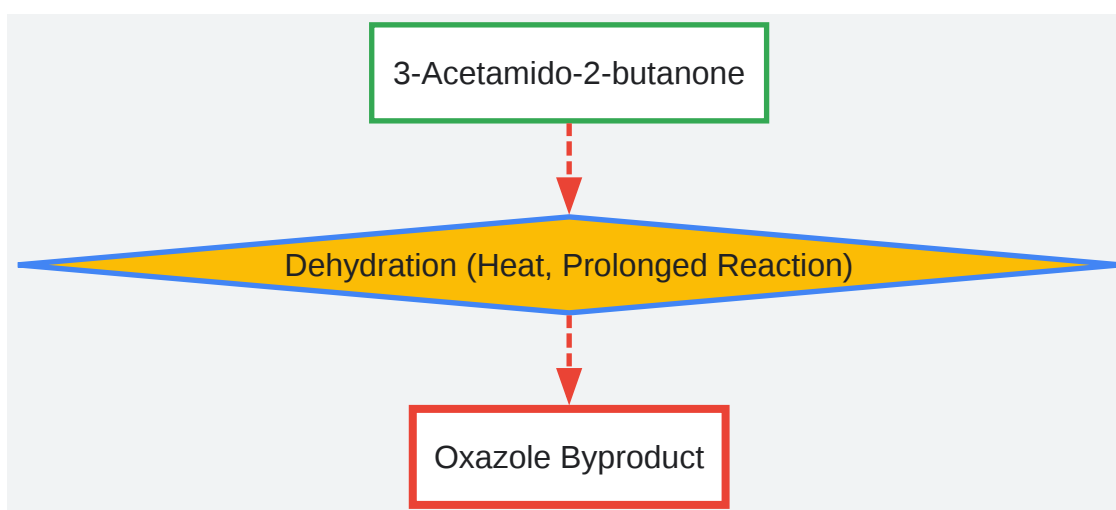 3-Acetamido-2-butanone
Dehydration (Heat, Prolonged Reaction)
Oxazole Byproduct